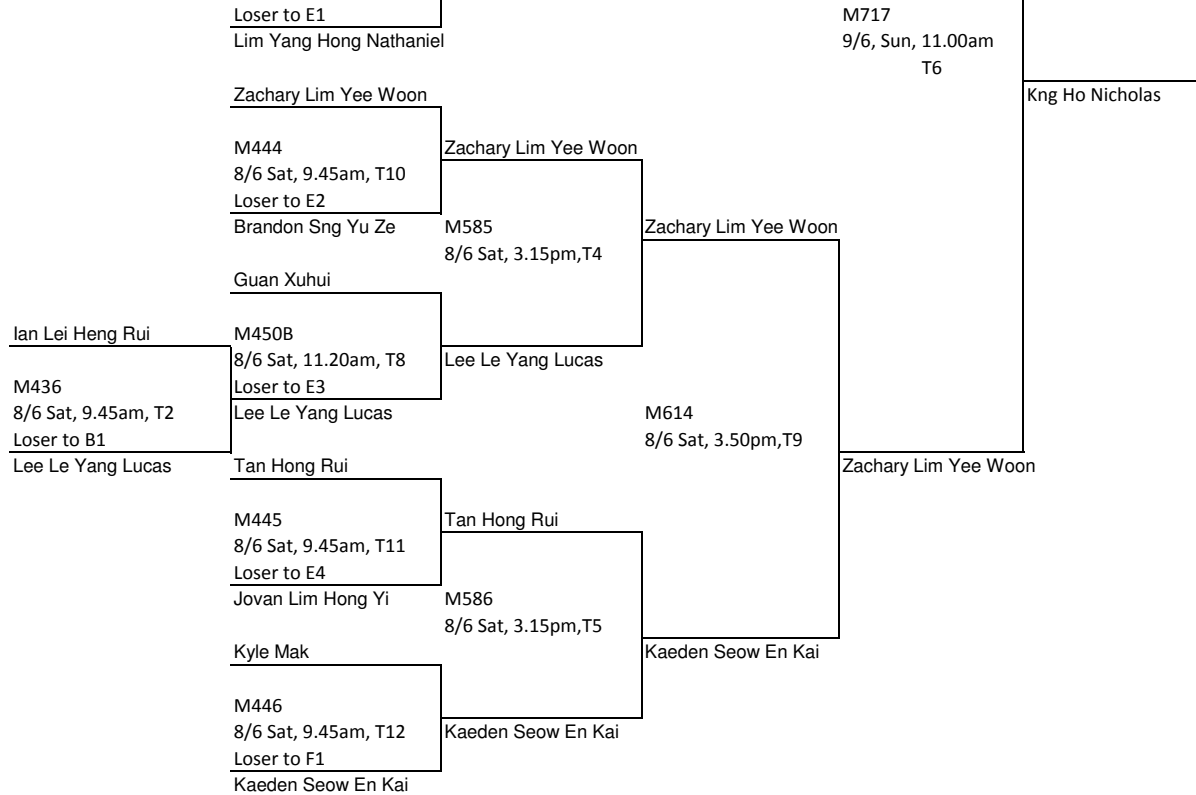 Loser to E1
M717
Lim Yang Hong Nathaniel
9/6, Sun, 11.00am
T6
Zachary Lim Yee Woon
Kng Ho Nicholas
M444
Zachary Lim Yee Woon
8/6 Sat, 9.45am, T10
Loser to E2
Brandon Sng Yu Ze
M585
Zachary Lim Yee Woon
8/6 Sat, 3.15pm,T4
Guan Xuhui
Ian Lei Heng Rui
M450B
8/6 Sat, 11.20am, T8
Lee Le Yang Lucas
M436
Loser to E3
8/6 Sat, 9.45am, T2
Lee Le Yang Lucas
M614
Loser to B1
8/6 Sat, 3.50pm,T9
Lee Le Yang Lucas
Tan Hong Rui
Zachary Lim Yee Woon
M445
Tan Hong Rui
8/6 Sat, 9.45am, T11
Loser to E4
Jovan Lim Hong Yi
M586
8/6 Sat, 3.15pm,T5
Kyle Mak
Kaeden Seow En Kai
M446
8/6 Sat, 9.45am, T12
Kaeden Seow En Kai
Loser to F1
Kaeden Seow En Kai